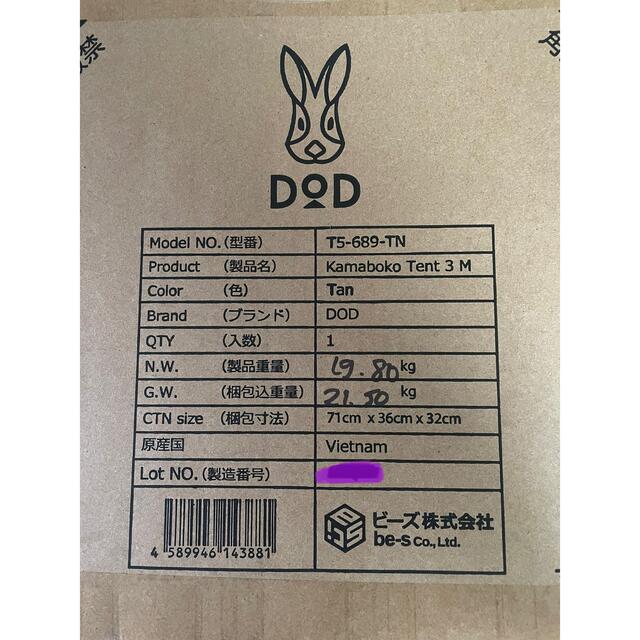 DOD
Model NO.(型番) T5-689-TN
Product (製品名) Kamaboko Tent 3 M
Color (色) Tan
Brand (ブランド) DOD
QTY (入数) 1
N.W. (製品重量) 19.80 kg
G.W. (梱包込重量) 21.50 kg
CTN size (梱包寸法) 71cm x 36cm x 32cm
原産国 Vietnam
Lot NO.(製造番号)
4 589946 143881
ビーズ株式会社
be-s Co., Ltd.